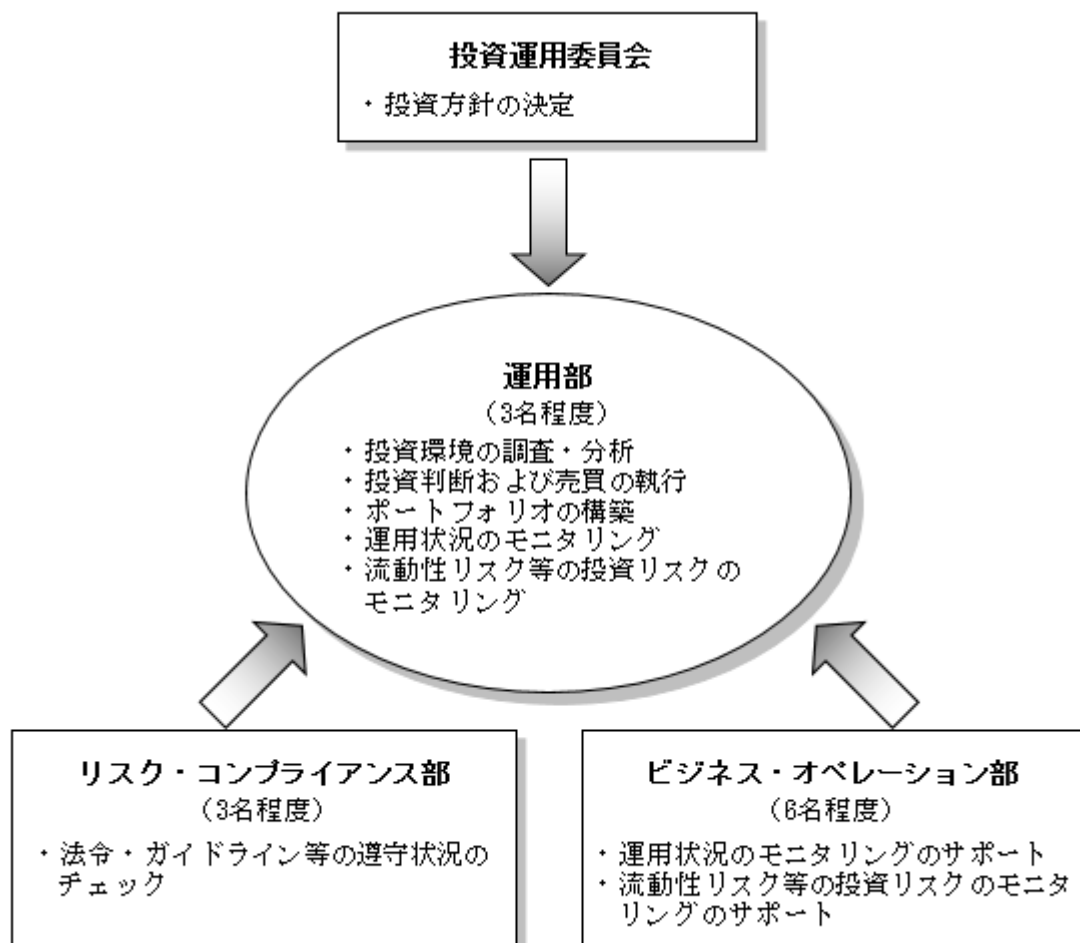 投資運用委員会
・投資方針の決定
運用部
(3名程度)
・投資環境の調査・分析
・投資判断および売買の執行
・ポートフォリオの構築
・運用状況のモニタリング
・流動性リスク等の投資リスクの
モニタリング
リスク・コンプライアンス部
(3名程度)
・法令・ガイドライン等の遵守状況の
チェック
ビジネス・オペレーション部
(6名程度)
・運用状況のモニタリングのサポート
・流動性リスク等の投資リスクのモニタ
リングのサポート